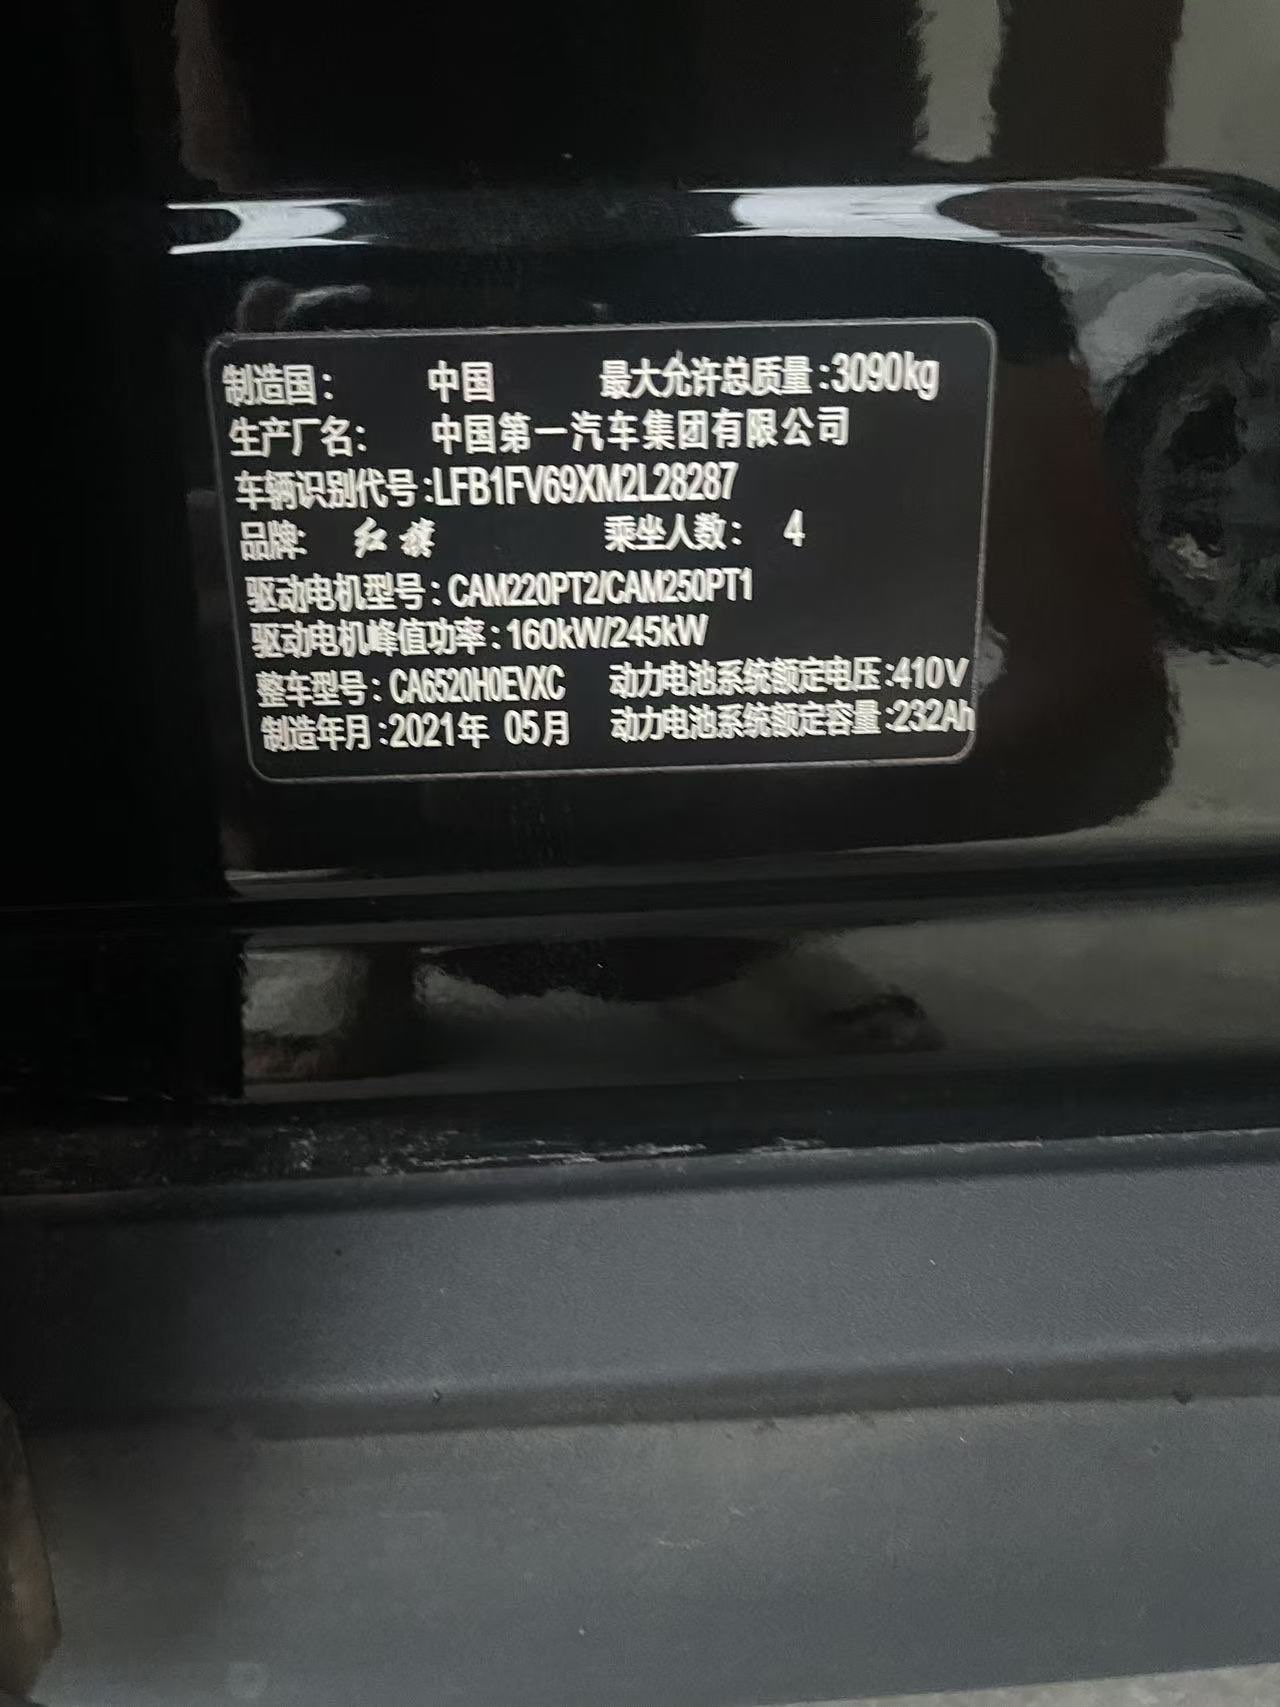 制造国： 中国 最大允许总质量:3090kg
生产厂名： 中国第一汽车集团有限公司
车辆识别代号:LFB1FV69XM2L28287
品牌: 红旗 乘坐人数： 4
驱动电机型号：CAM220PT2/CAM250PT1
驱动电机峰值功率:160kW/245kW
整车型号：CA6520H0EVXC 动力电池系统额定电压:410V
制造年月:2021年 05月 动力电池系统额定容量:232Ah